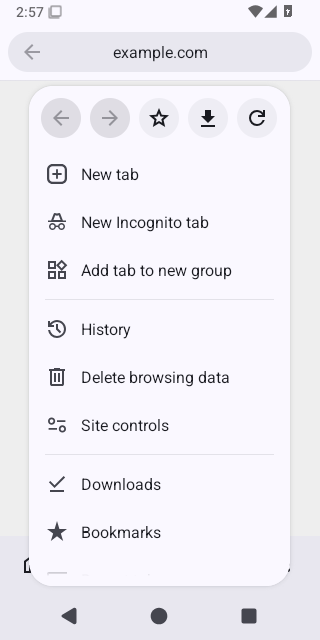 2:57
example.com
New tab
New Incognito tab
Add tab to new group
History
Delete browsing data
Site controls
Downloads
Bookmarks